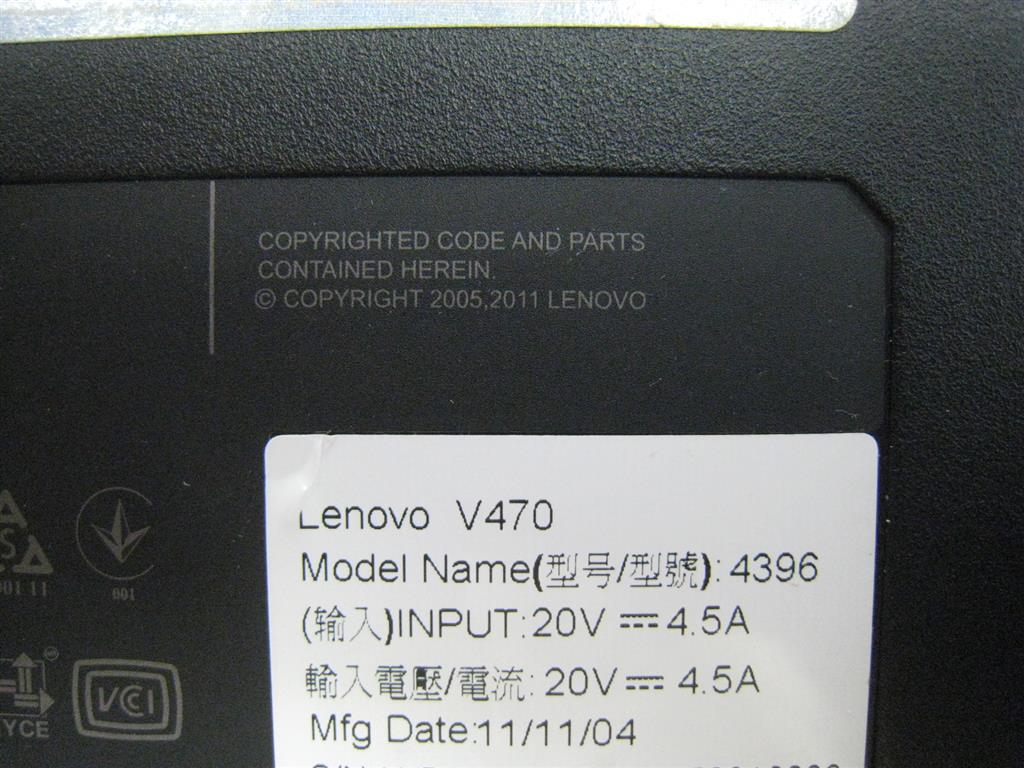 COPYRIGHTED CODE AND PARTS
CONTAINED HEREIN.
© COPYRIGHT 2005,2011 LENOVO
Lenovo V470
Model Name(型号/型號): 4396
(输入)INPUT:20V ⎓ 4.5A
輸入電壓/電流: 20V ⎓ 4.5A
Mfg Date:11/11/04
001
VCCI